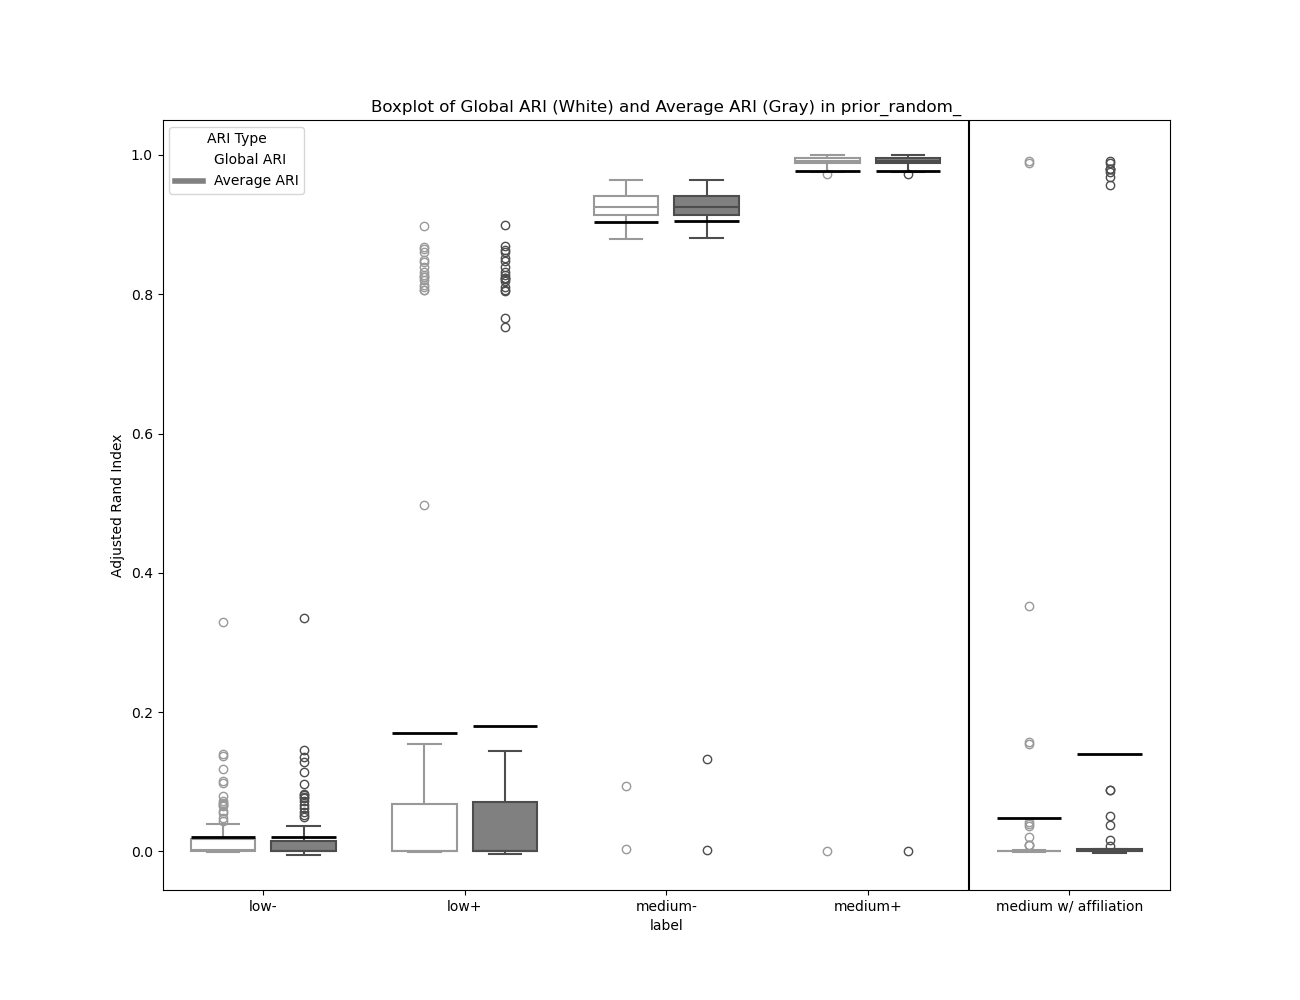 Boxplot of Global ARI (White) and Average ARI (Gray) in prior_random_
ARI Type
Global ARI
Average ARI
1.0
0.8
0.6
0.4
0.2
0.0
Adjusted Rand Index
low-
low+
medium-
medium+
medium w/ affiliation
label